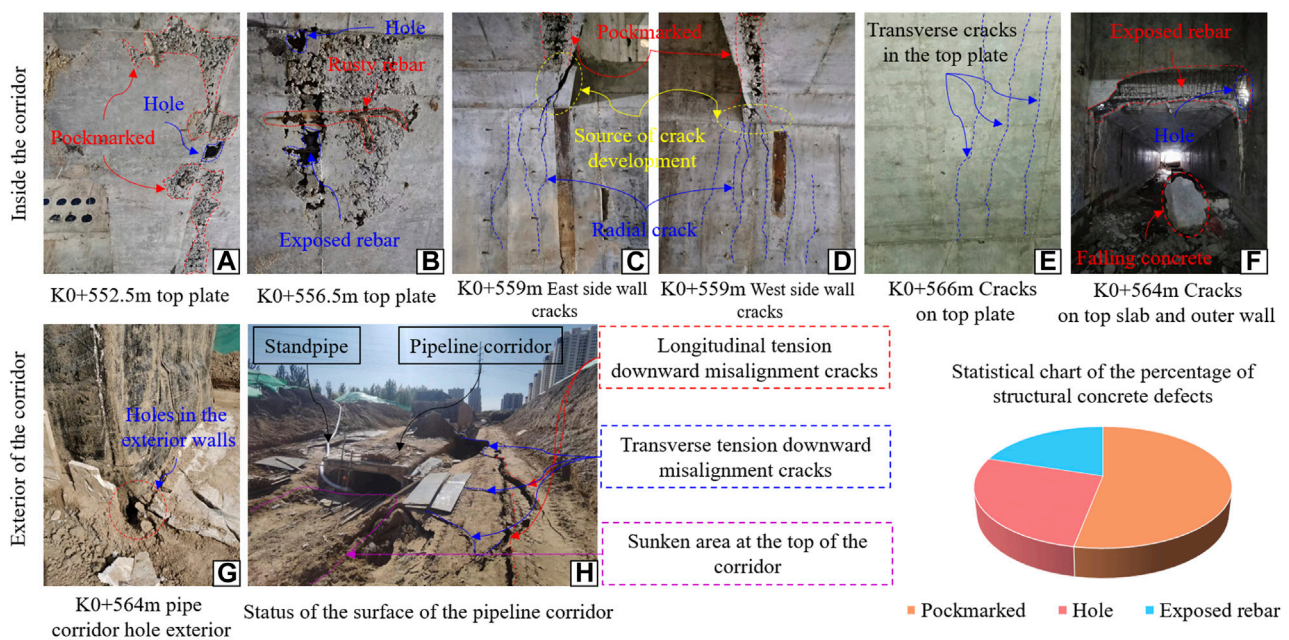 Inside the corridor
Pockmarked
Hole
A
K0+552.5m top plate
Hole
Rusty rebar
Exposed rebar
B
K0+556.5m top plate
Pockmarked
Source of crack
development
Radial crack
C
K0+559m East side wall
cracks
D
K0+559m West side wall
cracks
Transverse cracks
in the top plate
E
K0+566m Cracks
on top plate
Exposed rebar
Hole
Falling concrete
F
K0+564m Cracks
on top slab and outer wall
Exterior of the corridor
Holes in the
exterior walls
G
K0+564m pipe
corridor hole exterior
Standpipe
Pipeline corridor
H
Status of the surface of the pipeline corridor
Longitudinal tension
downward misalignment cracks
Transverse tension downward
misalignment cracks
Sunken area at the top of the
corridor
Statistical chart of the percentage of
structural concrete defects
Pockmarked
Hole
Exposed rebar